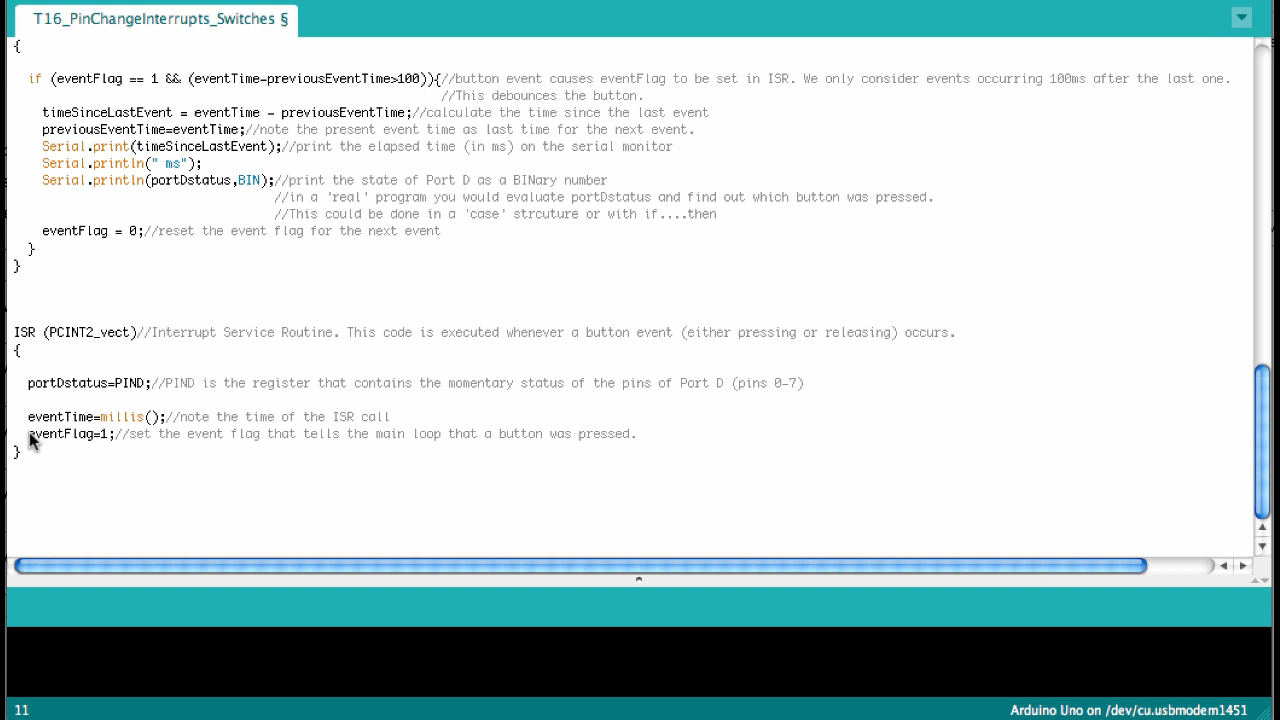 T16_PinChangeInterrupts_Switches §
{
if (eventFlag == 1 && (eventTime-previousEventTime>100)){//button event causes eventFlag to be set in ISR. We only consider events occurring 100ms after the last one.
//This debounces the button.
timeSinceLastEvent = eventTime - previousEventTime;//calculate the time since the last event
previousEventTime=eventTime;//note the present event time as last time for the next event.
Serial.print(timeSinceLastEvent);//print the elapsed time (in ms) on the serial monitor
Serial.println(" ms");
Serial.println(portDstatus,BIN);//print the state of Port D as a BINary number
//in a 'real' program you would evaluate portDstatus and find out which button was pressed.
//This could be done in a 'case' strcuture or with if....then
eventFlag = 0;//reset the event flag for the next event
}
}
ISR (PCINT2_vect)//Interrupt Service Routine. This code is executed whenever a button event (either pressing or releasing) occurs.
{
portDstatus=PIND;//PIND is the register that contains the momentary status of the pins of Port D (pins 0-7)
eventTime=millis();//note the time of the ISR call
eventFlag=1;//set the event flag that tells the main loop that a button was pressed.
}
11
Arduino Uno on /dev/cu.usbmodem1451